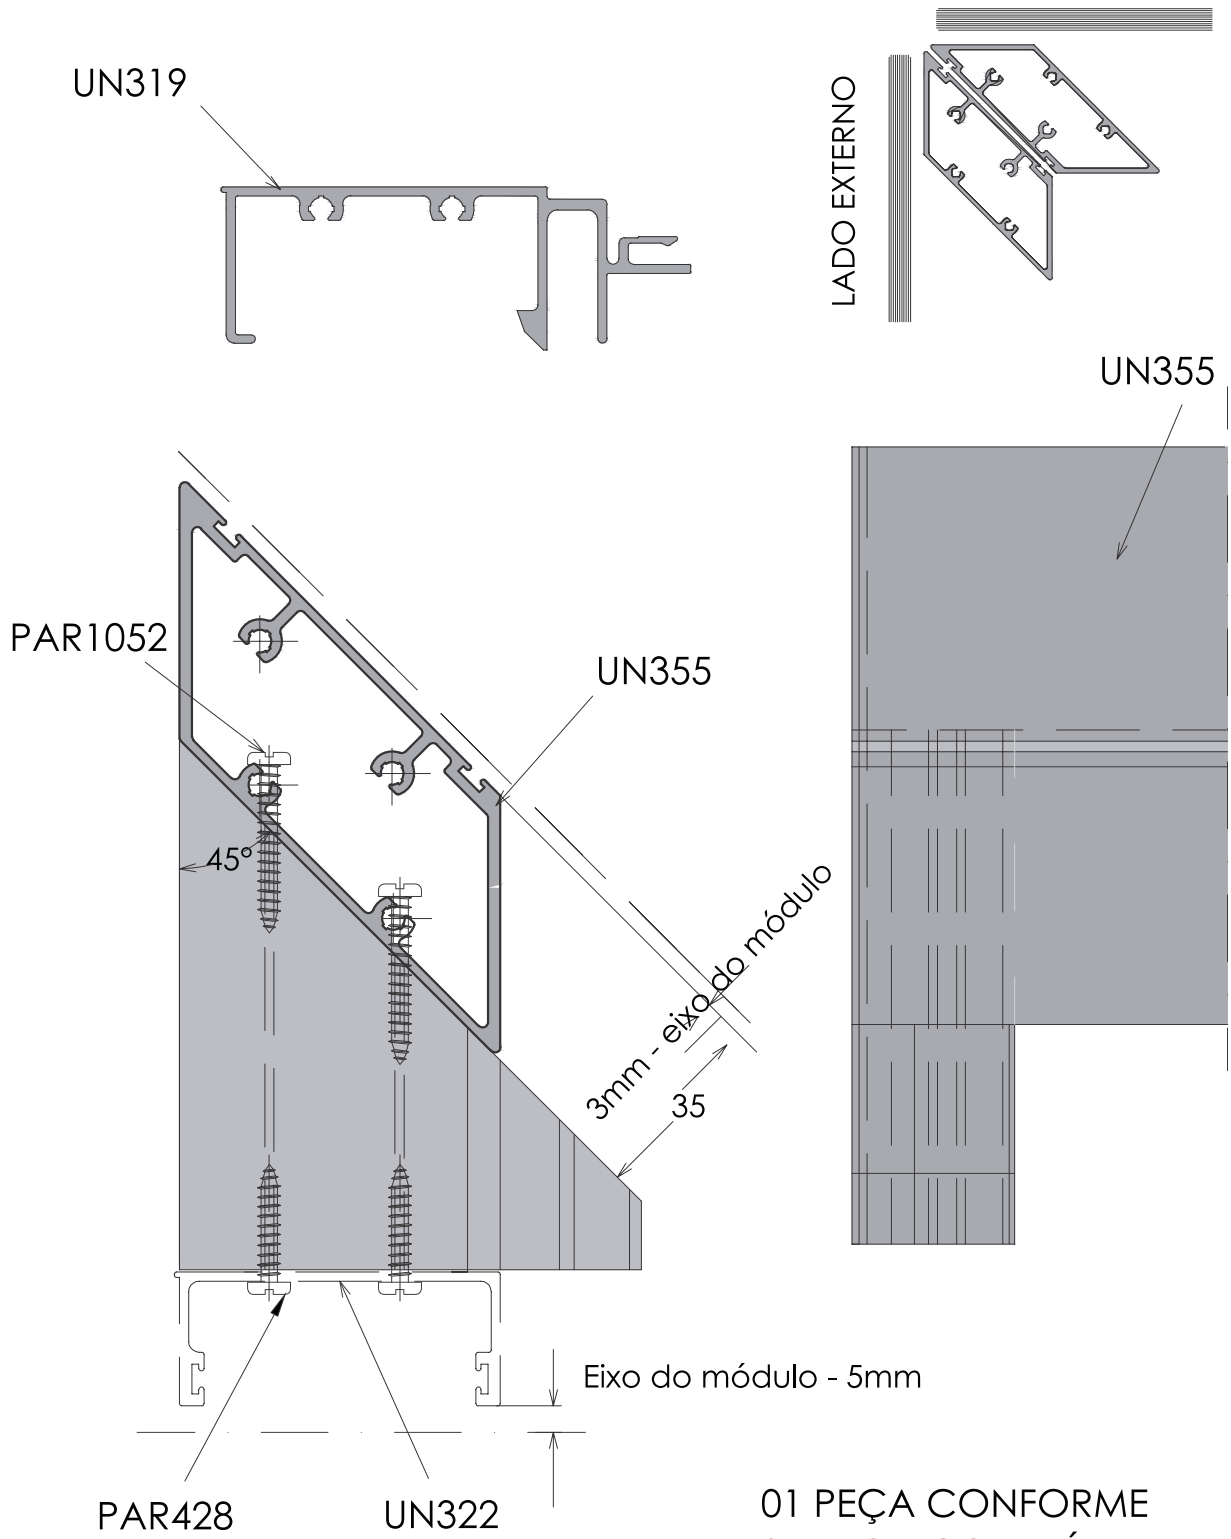 UN319
LADO EXTERNO
UN355
PAR1052
UN355
45°
3mm - eixo do módulo
35
Eixo do módulo - 5mm
PAR428
UN322
01 PEÇA CONFORME